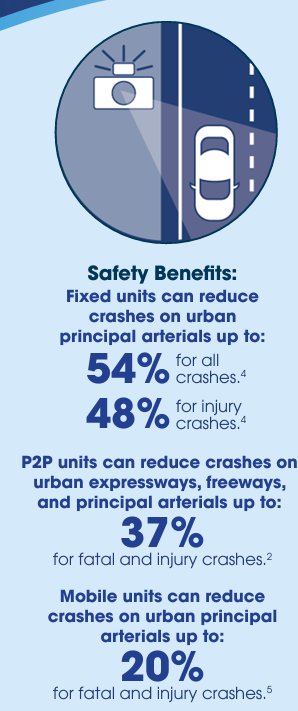 Safety Benefits:
Fixed units can reduce
crashes on urban
principal arterials up to:
54% for all
crashes.⁴
48% for injury
crashes.⁴
P2P units can reduce crashes on
urban expressways, freeways,
and principal arterials up to:
37%
for fatal and injury crashes.²
Mobile units can reduce
crashes on urban principal
arterials up to:
20%
for fatal and injury crashes.⁵